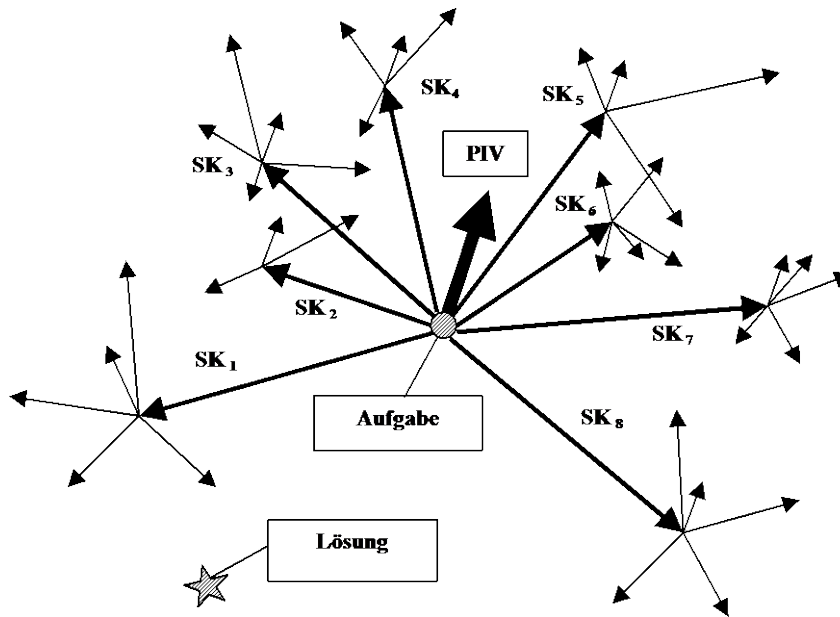 SK₄
SK₅
PIV
SK₃
SK₆
SK₂
SK₇
SK₁
Aufgabe
SK₈
Lösung